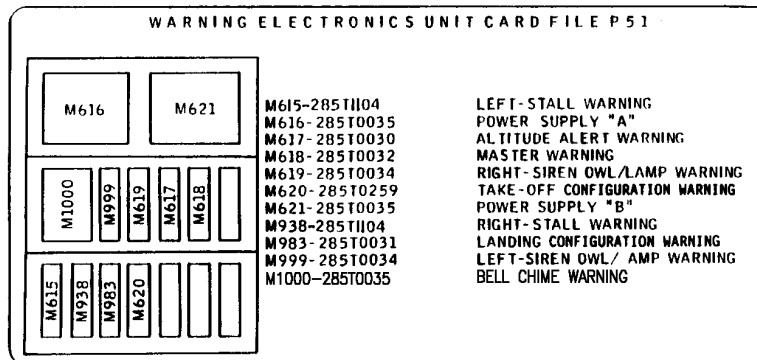 WARNING ELECTRONICS UNIT CARD FILE P51
M616 M621
M1000 M999 M619 M617 M618
M615 M938 M983 M620
M615-285T1104 LEFT-STALL WARNING
M616-285T0035 POWER SUPPLY "A"
M617-285T0030 ALTITUDE ALERT WARNING
M618-285T0032 MASTER WARNING
M619-285T0034 RIGHT-SIREN OWL/LAMP WARNING
M620-285T0259 TAKE-OFF CONFIGURATION WARNING
M621-285T0035 POWER SUPPLY "B"
M938-285T1104 RIGHT-STALL WARNING
M983-285T0031 LANDING CONFIGURATION WARNING
M999-285T0034 LEFT-SIREN OWL/ AMP WARNING
M1000-285T0035 BELL CHIME WARNING